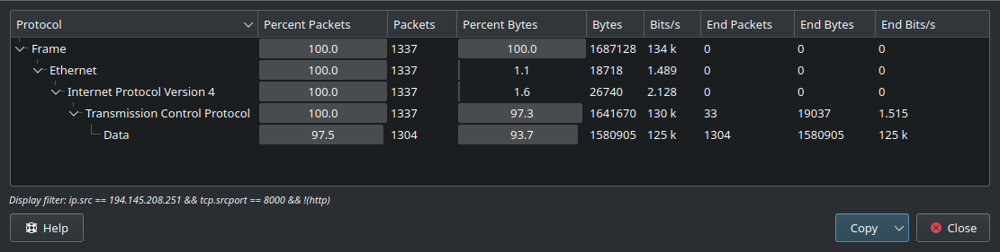 Protocol Percent Packets Packets Percent Bytes Bytes Bits/s End Packets End Bytes End Bits/s
Frame 100.0 1337 100.0 1687128 134 k 0 0 0
Ethernet 100.0 1337 1.1 18718 1.489 0 0 0
Internet Protocol Version 4 100.0 1337 1.6 26740 2.128 0 0 0
Transmission Control Protocol 100.0 1337 97.3 1641670 130 k 33 19037 1.515
Data 97.5 1304 93.7 1580905 125 k 1304 1580905 125 k
Display filter: ip.src == 194.145.208.251 && tcp.srcport == 8000 && !(http)
Help Copy Close